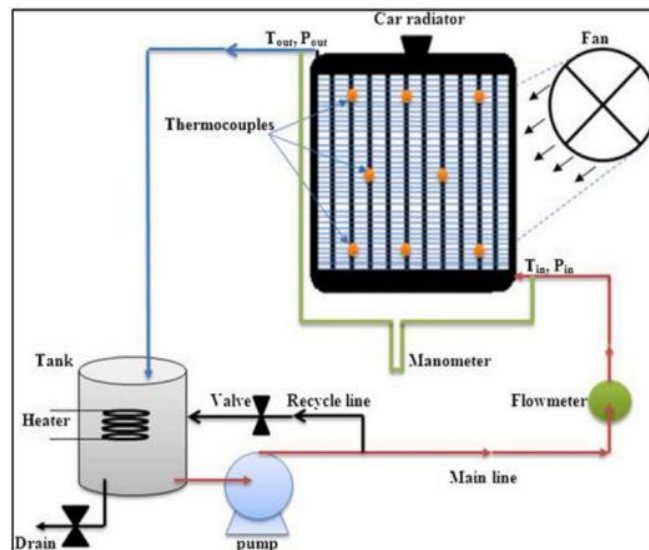 Car radiator
Fan
Tout, Pout
Thermocouples
Tin, Pin
Manometer
Tank
Heater
Valve
Recycle line
Flowmeter
Main line
Drain
pump